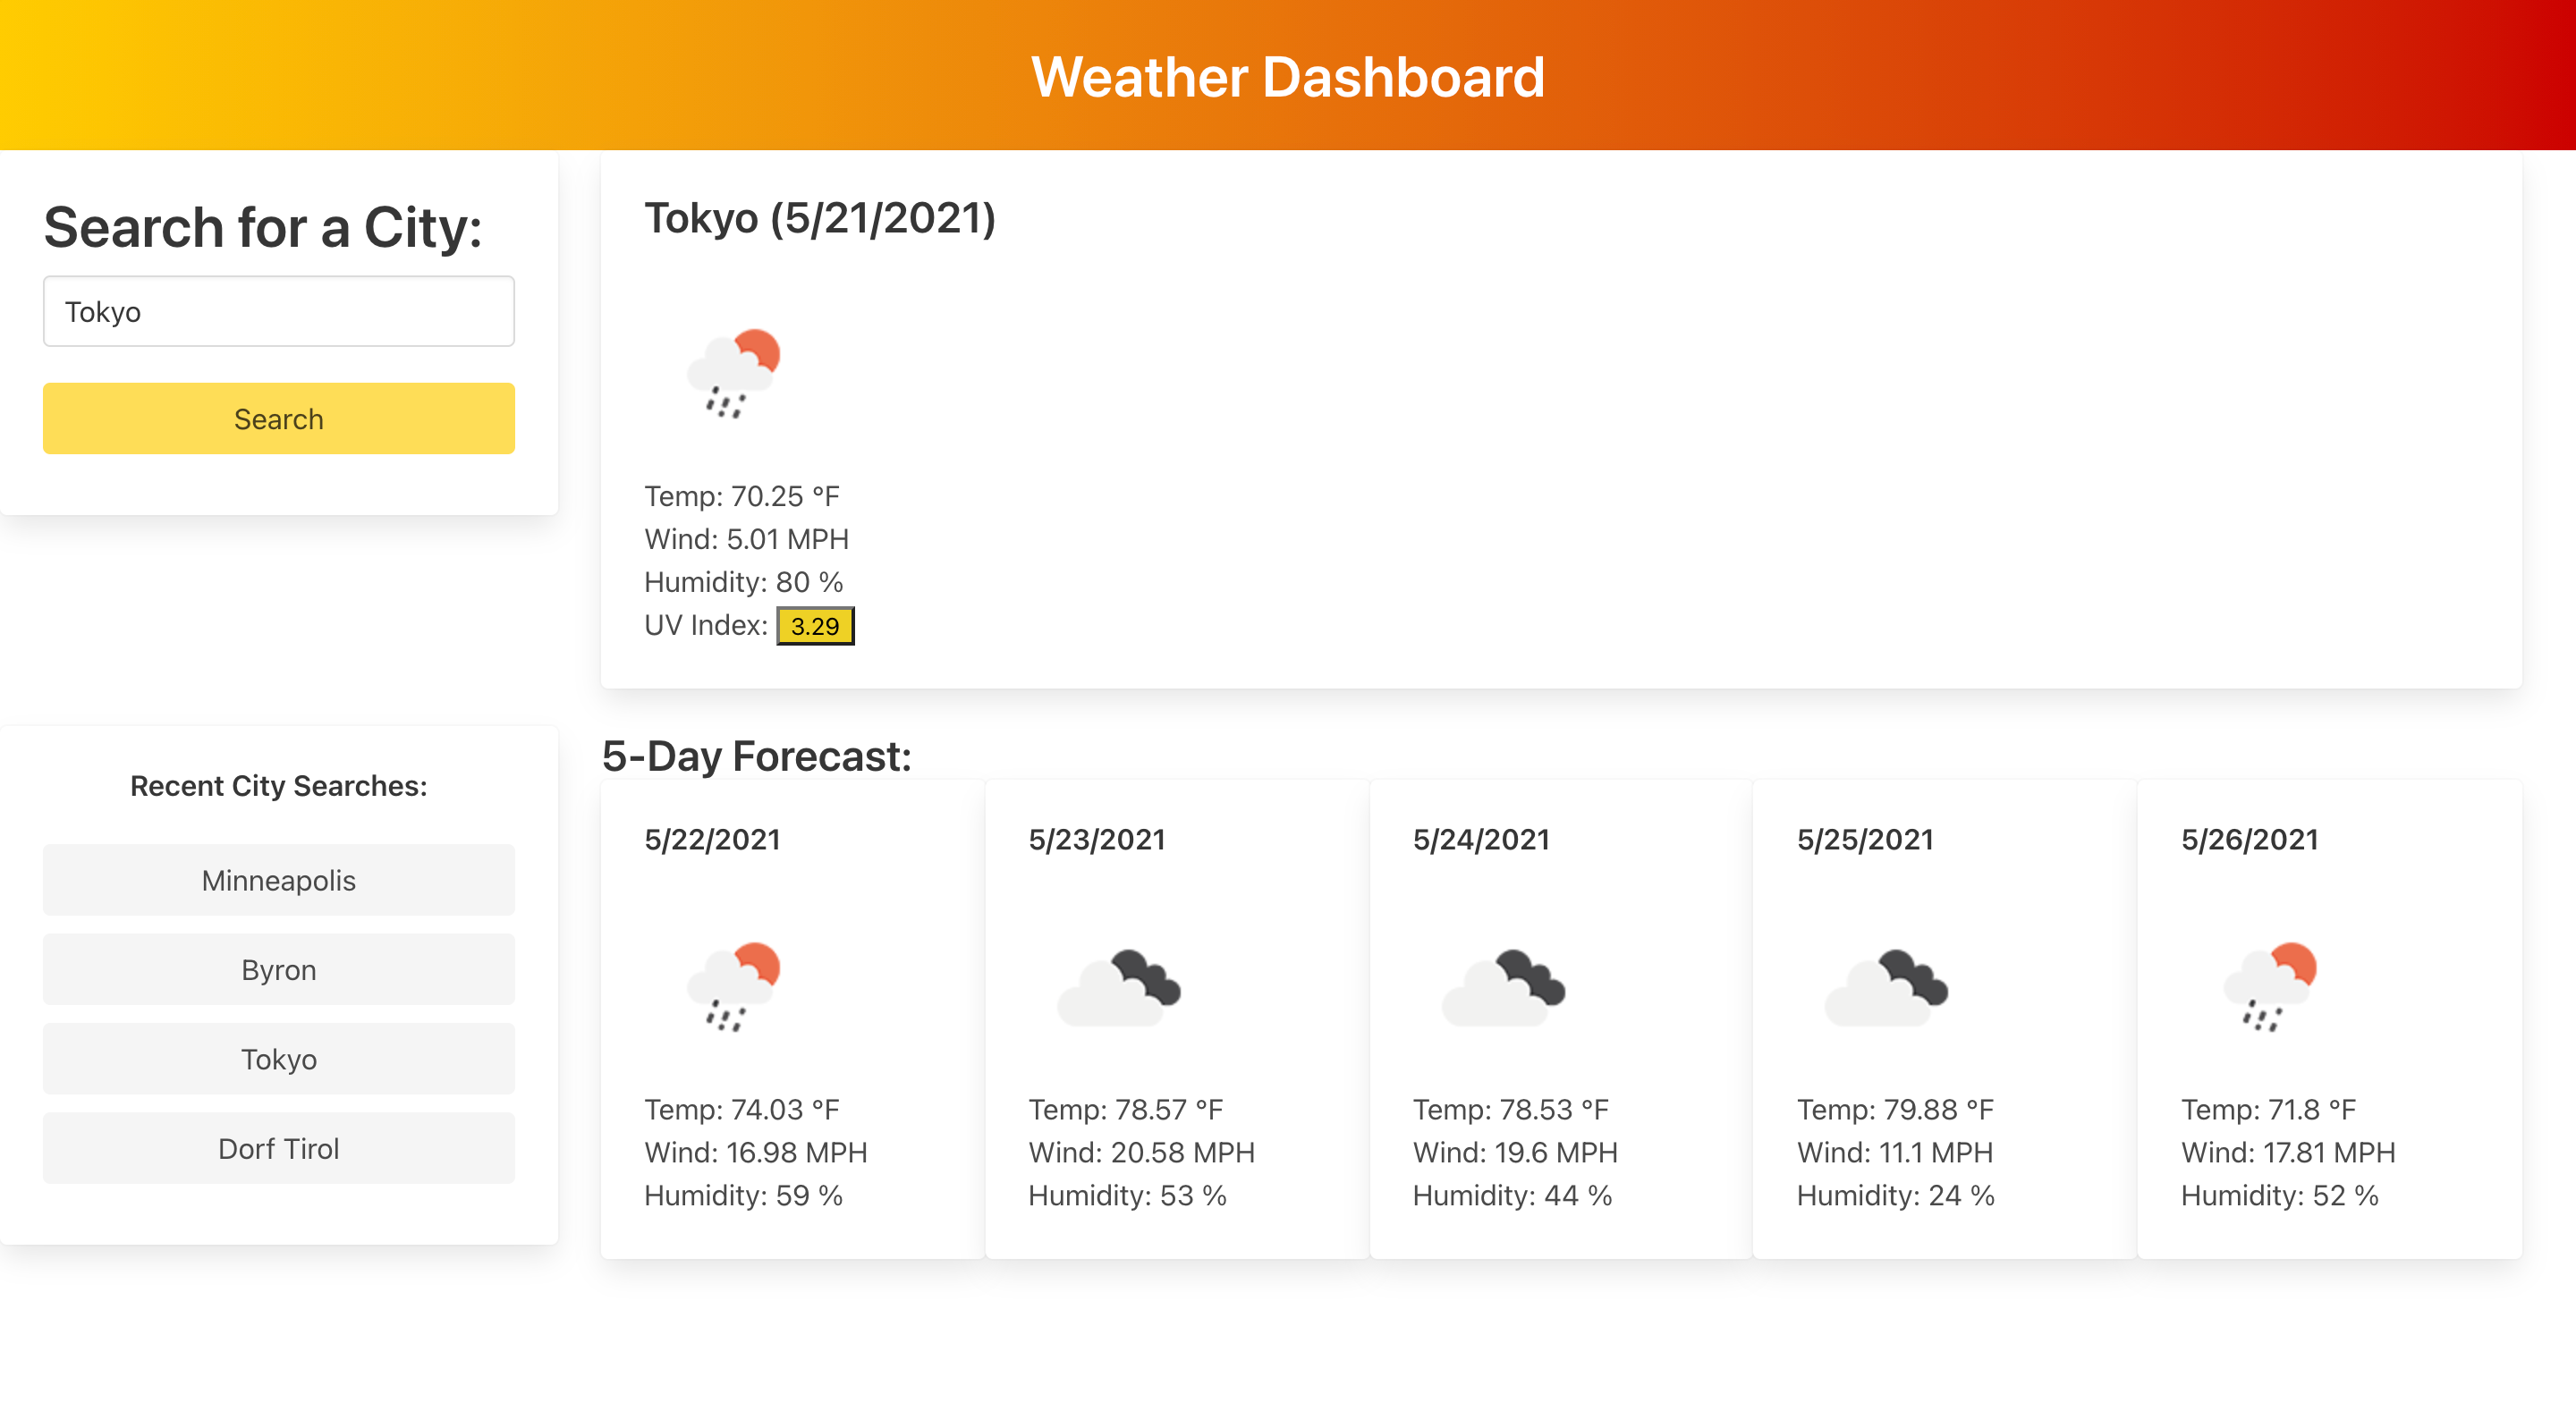 Weather Dashboard
Search for a City:
Tokyo
Search
Tokyo (5/21/2021)
Temp: 70.25 °F
Wind: 5.01 MPH
Humidity: 80 %
UV Index: 3.29
Recent City Searches:
Minneapolis
Byron
Tokyo
Dorf Tirol
5-Day Forecast:
5/22/2021
Temp: 74.03 °F
Wind: 16.98 MPH
Humidity: 59 %
5/23/2021
Temp: 78.57 °F
Wind: 20.58 MPH
Humidity: 53 %
5/24/2021
Temp: 78.53 °F
Wind: 19.6 MPH
Humidity: 44 %
5/25/2021
Temp: 79.88 °F
Wind: 11.1 MPH
Humidity: 24 %
5/26/2021
Temp: 71.8 °F
Wind: 17.81 MPH
Humidity: 52 %